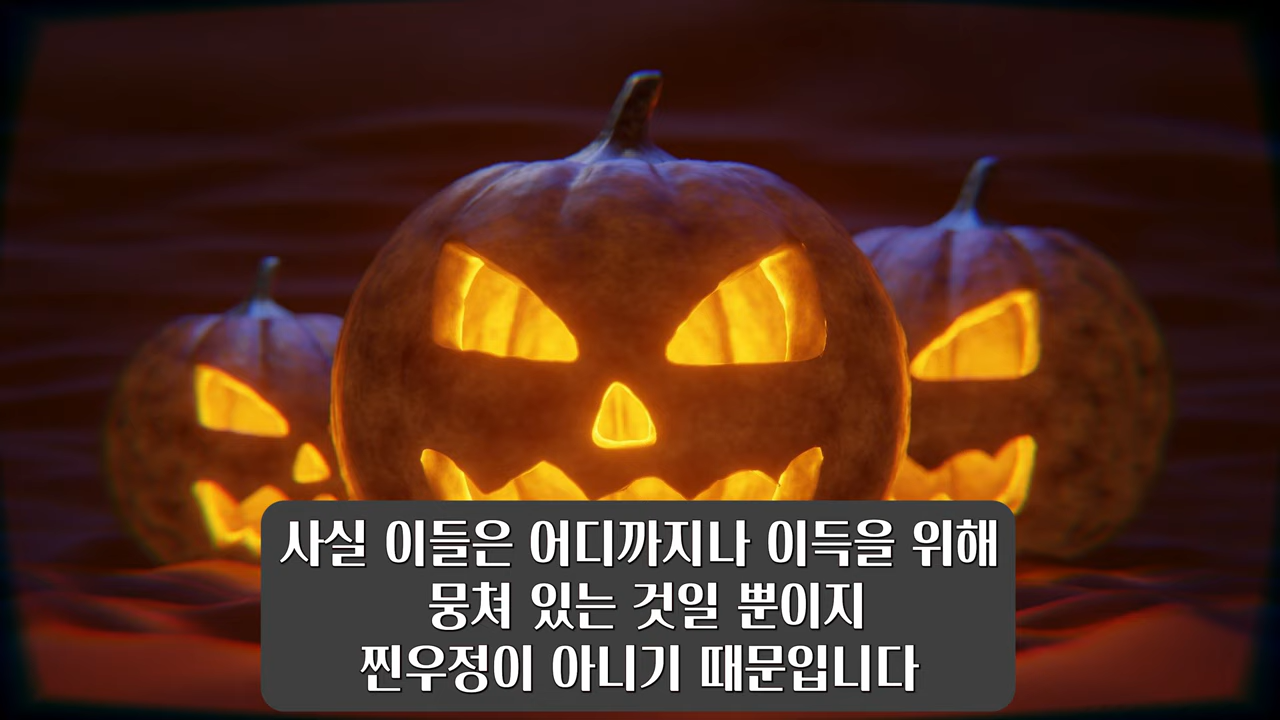 사실 이들은 어디까지나 이득을 위해
뭉쳐 있는 것일 뿐이지
찐우정이 아니기 때문입니다